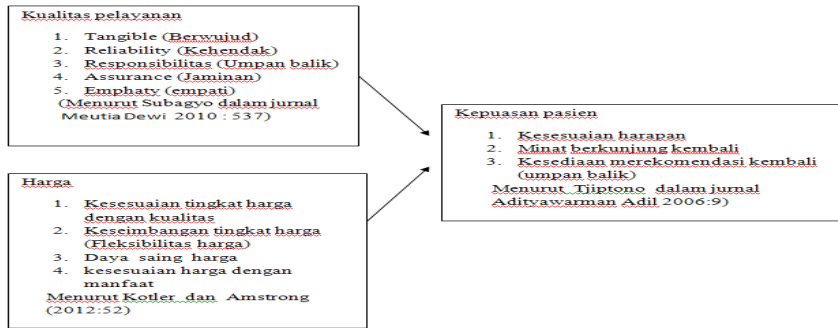 Kualitas pelayanan
1. Tangible (Berwujud)
2. Reliability (Kehendak)
3. Responsibilitas (Umpan balik)
4. Assurance (Jaminan)
5. Emphaty (empati)
(Menurut Subagyo dalam jurnal
Meutia Dewi 2010 : 537)
Harga
1. Kesesuaian tingkat harga
dengan kualitas
2. Keseimbangan tingkat harga
(Fleksibilitas harga)
3. Daya saing harga
4. kesesuaian harga dengan
manfaat
Menurut Kotler dan Amstrong
(2012:52)
Kepuasan pasien
1. Kesesuaian harapan
2. Minat berkunjung kembali
3. Kesediaan merekomendasi kembali
(umpan balik)
Menurut Tjiptono dalam jurnal
Adityawarman Adil 2006:9)